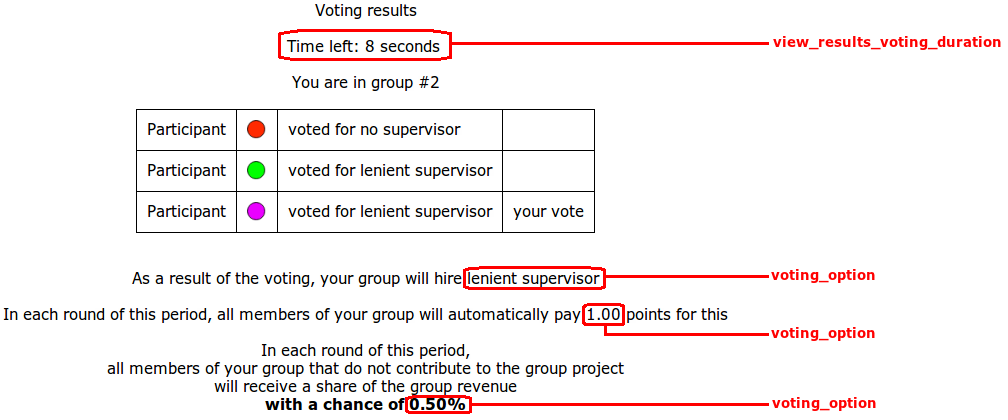 Voting results
Time left: 8 seconds
view_results_voting_duration
You are in group #2
Participant voted for no supervisor
Participant voted for lenient supervisor
Participant voted for lenient supervisor your vote
As a result of the voting, your group will hire lenient supervisor
voting_option
In each round of this period, all members of your group will automatically pay 1.00 points for this
voting_option
In each round of this period,
all members of your group that do not contribute to the group project
will receive a share of the group revenue
with a chance of 0.50%
voting_option